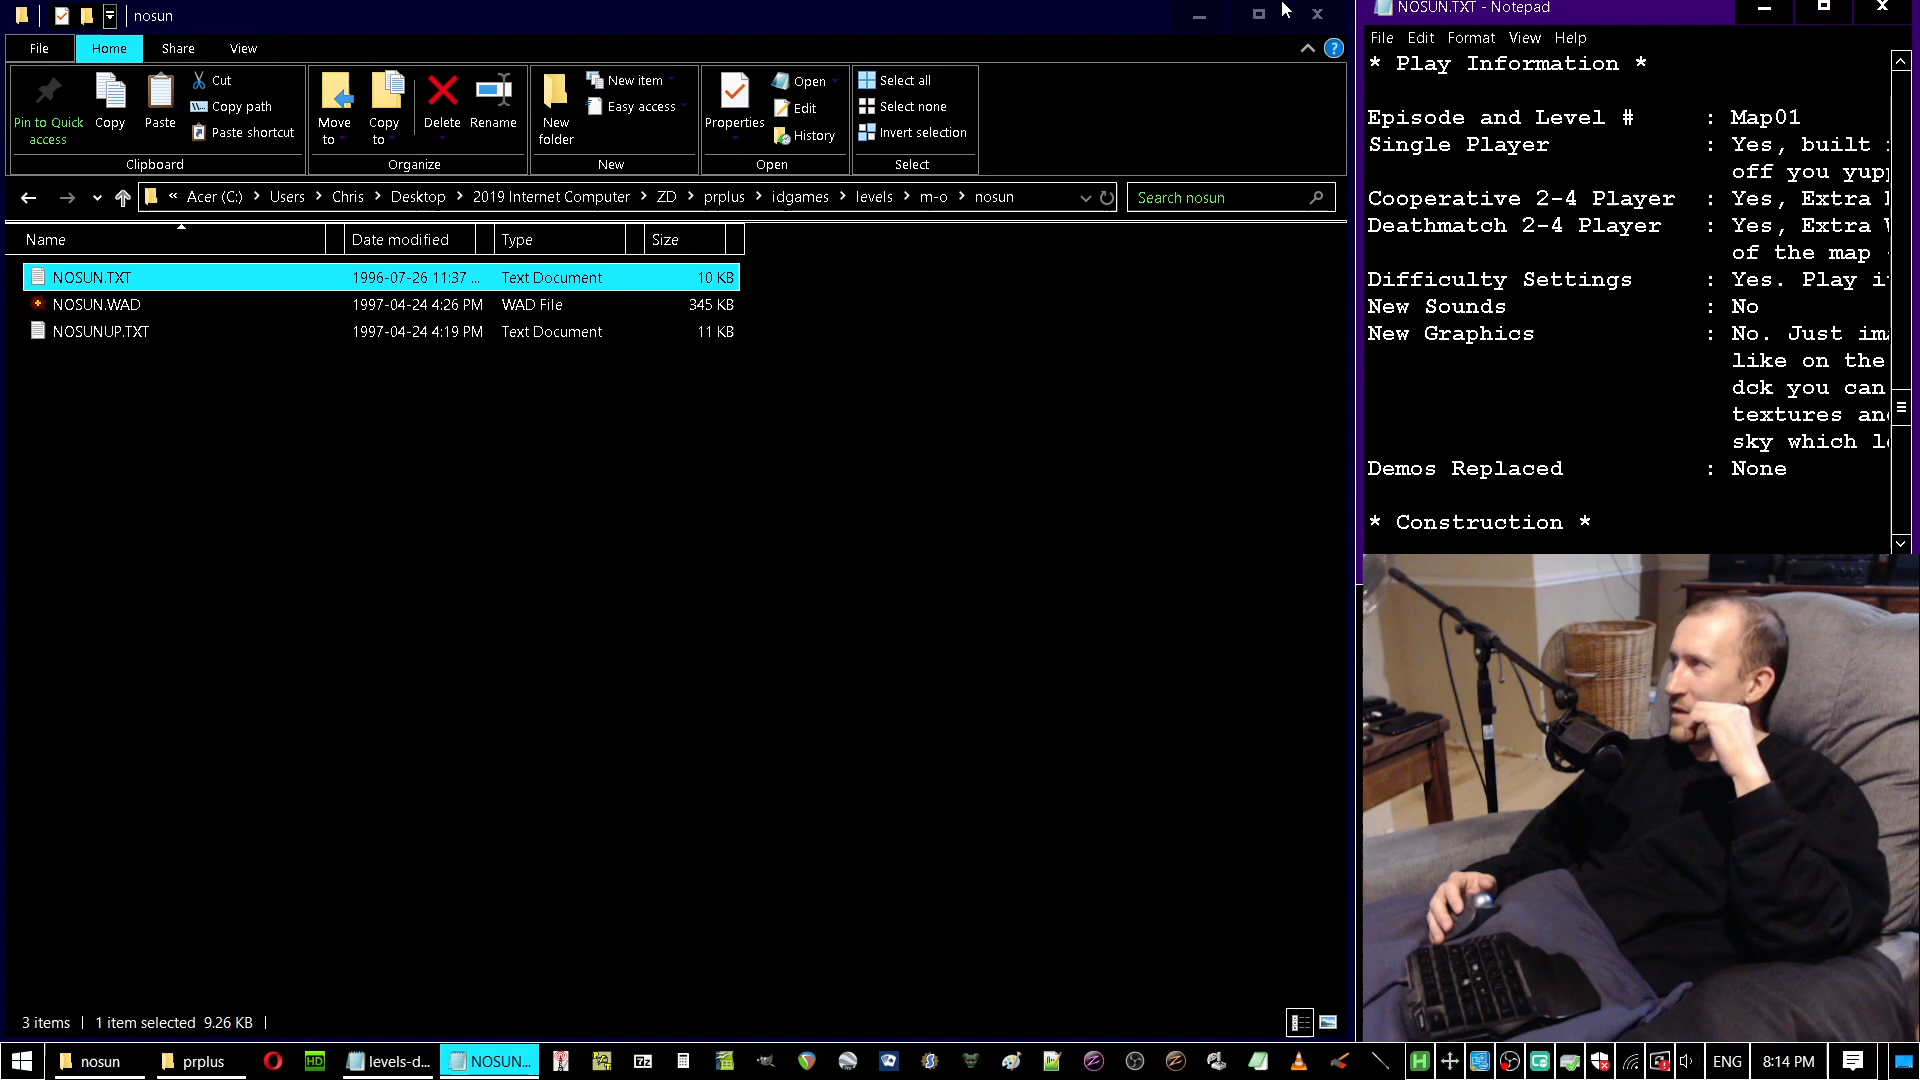 nosun
File Home Share View
Pin to Quick access
Copy
Paste
Cut
Copy path
Paste shortcut
Clipboard
Move to
Copy to
Delete
Rename
Organize
New folder
New item
Easy access
New
Properties
Open
Edit
History
Open
Select all
Select none
Invert selection
Select
« Acer (C:) > Users > Chris > Desktop > 2019 Internet Computer > ZD > prplus > idgames > levels > m-o > nosun
Search nosun
Name Date modified Type Size
NOSUN.TXT 1996-07-26 11:37 ... Text Document 10 KB
NOSUN.WAD 1997-04-24 4:26 PM WAD File 345 KB
NOSUNUP.TXT 1997-04-24 4:19 PM Text Document 11 KB
3 items 1 item selected 9.26 KB
NOSUN.TXT - Notepad
File Edit Format View Help
* Play Information *
Episode and Level # : Map01
Single Player : Yes, built
off you yupp
Cooperative 2-4 Player : Yes, Extra
Deathmatch 2-4 Player : Yes, Extra
of the map
Difficulty Settings : Yes. Play i
New Sounds : No
New Graphics : No. Just ima
like on the
dck you can
textures and
sky which lo
Demos Replaced : None
* Construction *
nosun
prplus
HD
levels-d...
NOSUN...
7z
ENG
8:14 PM